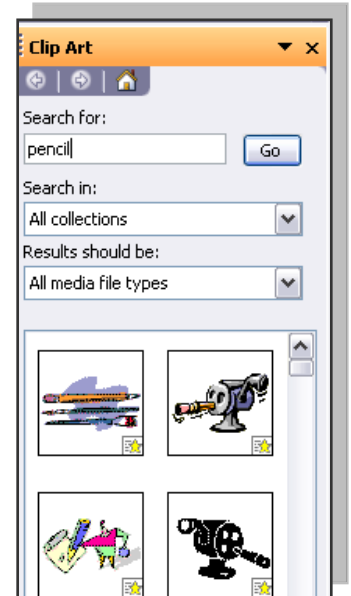 Clip Art
Search for:
pencil
Go
Search in:
All collections
Results should be:
All media file types